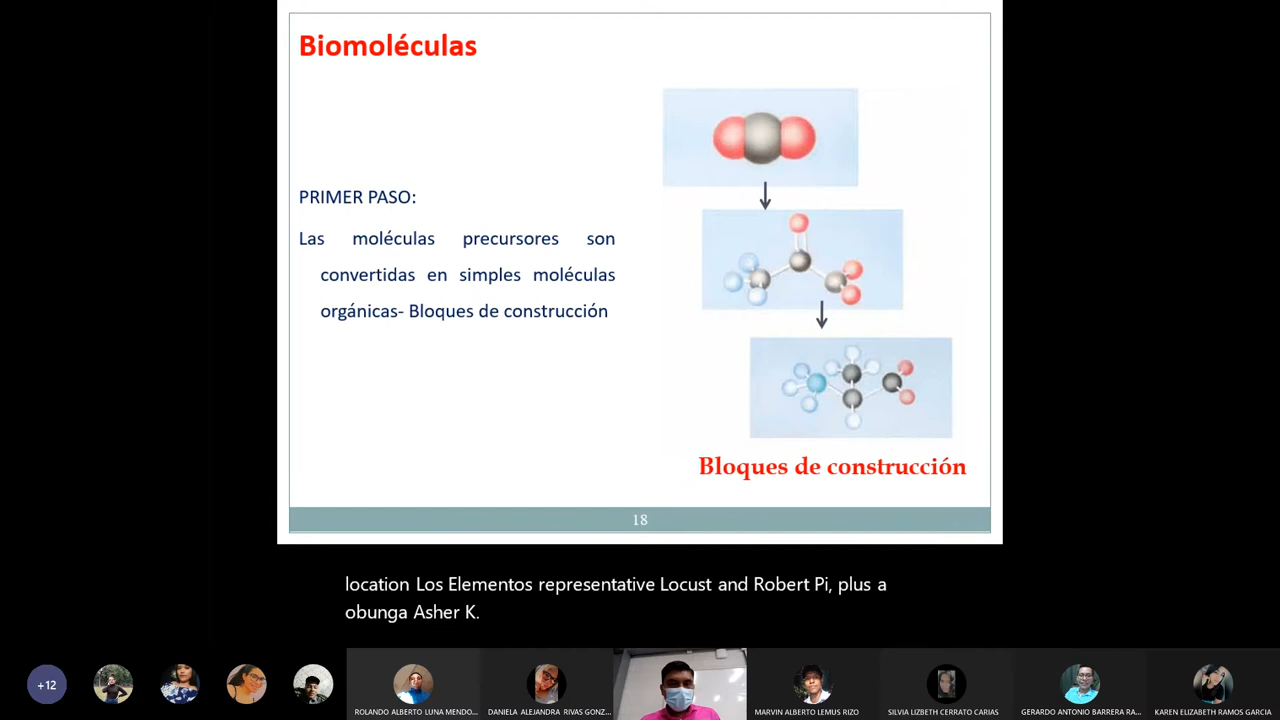 Biomoléculas
PRIMER PASO:
Las moléculas precursores son
convertidas en simples moléculas
orgánicas- Bloques de construcción
Bloques de construcción
18
location Los Elementos representative Locust and Robert Pi, plus a
obunga Asher K.
+12
ROLANDO ALBERTO LUNA MENDO...
DANIELA ALEJANDRA RIVAS GONZ...
MARVIN ALBERTO LEMUS RIZO
SILVIA LIZBETH CERRATO CARIAS
GERARDO ANTONIO BARRERA RA...
KAREN ELIZABETH RAMOS GARCIA